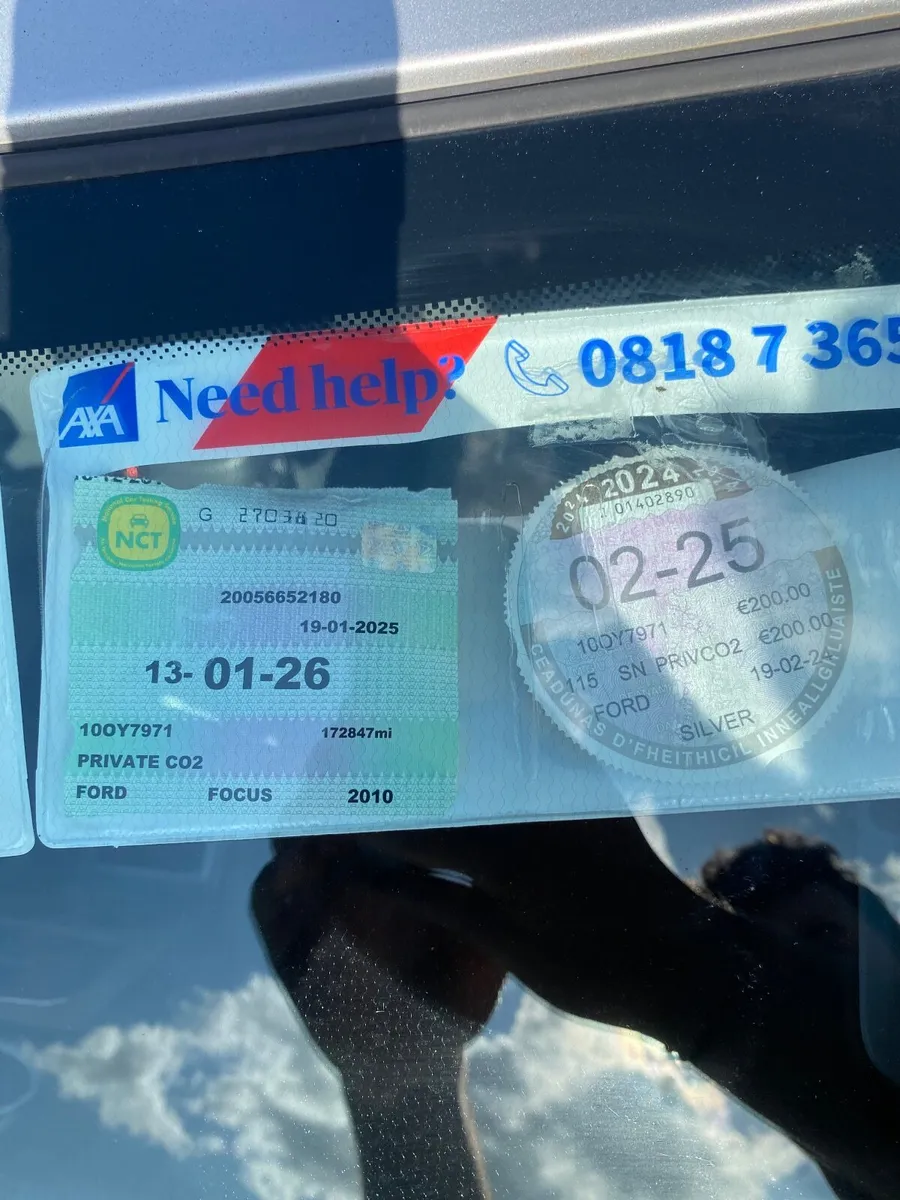 AXA Need help? 0818 7 365
NCT
G 2703820
20056652180
19-01-2025
13-01-26
10OY7971 172847mi
PRIVATE CO2
FORD FOCUS 2010
2024
01402890
02-25
€200.00
10OY7971
€200.00
115 SN PRIVCO2
19-02-2
FORD
SILVER
CEADÚNAS D'FHEITHICIL INNEALLGHLUAISTE